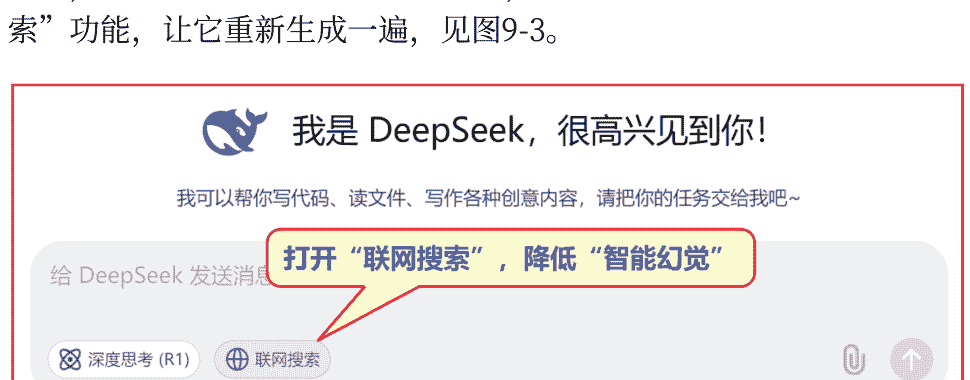 索”功能，让它重新生成一遍，见图9-3。
我是 DeepSeek，很高兴见到你！
我可以帮你写代码、读文件、写作各种创意内容，请把你的任务交给我吧~
打开“联网搜索”，降低“智能幻觉”
给 DeepSeek 发送消息
深度思考 (R1)
联网搜索